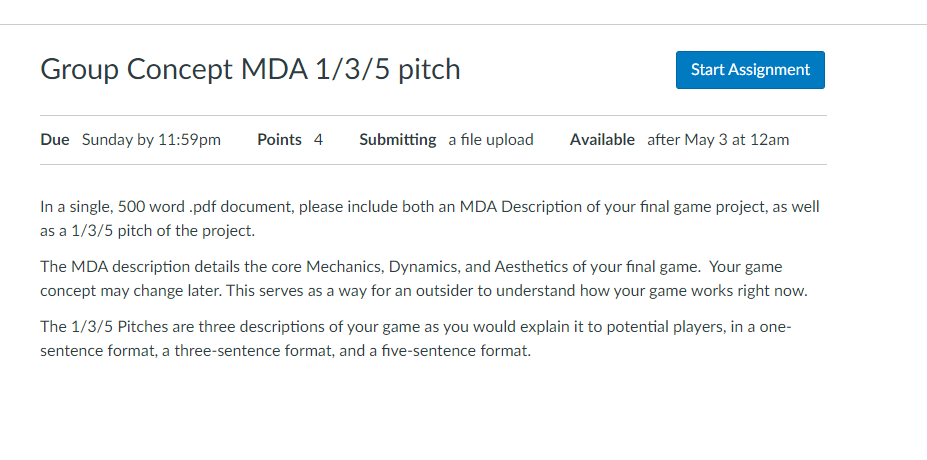 Group Concept MDA 1/3/5 pitch
Start Assignment
Due Sunday by 11:59pm Points 4 Submitting a file upload Available after May 3 at 12am
In a single, 500 word .pdf document, please include both an MDA Description of your final game project, as well
as a 1/3/5 pitch of the project.
The MDA description details the core Mechanics, Dynamics, and Aesthetics of your final game.  Your game
concept may change later. This serves as a way for an outsider to understand how your game works right now.
The 1/3/5 Pitches are three descriptions of your game as you would explain it to potential players, in a one-
sentence format, a three-sentence format, and a five-sentence format.